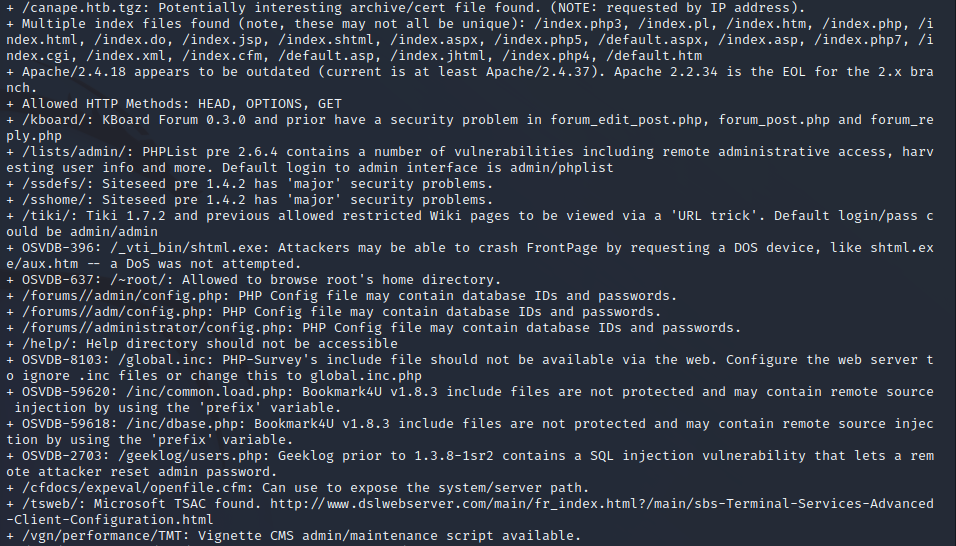 + /canape.htb.tgz: Potentially interesting archive/cert file found. (NOTE: requested by IP address).
+ Multiple index files found (note, these may not all be unique): /index.php3, /index.pl, /index.htm, /index.php, /i
ndex.html, /index.do, /index.jsp, /index.shtml, /index.aspx, /index.php5, /default.aspx, /index.asp, /index.php7, /i
ndex.cgi, /index.xml, /index.cfm, /default.asp, /index.jhtml, /index.php4, /default.htm
+ Apache/2.4.18 appears to be outdated (current is at least Apache/2.4.37). Apache 2.2.34 is the EOL for the 2.x bra
nch.
+ Allowed HTTP Methods: HEAD, OPTIONS, GET
+ /kboard/: KBoard Forum 0.3.0 and prior have a security problem in forum_edit_post.php, forum_post.php and forum_re
ply.php
+ /lists/admin/: PHPList pre 2.6.4 contains a number of vulnerabilities including remote administrative access, harv
esting user info and more. Default login to admin interface is admin/phplist
+ /ssdefs/: Siteseed pre 1.4.2 has 'major' security problems.
+ /sshome/: Siteseed pre 1.4.2 has 'major' security problems.
+ /tiki/: Tiki 1.7.2 and previous allowed restricted Wiki pages to be viewed via a 'URL trick'. Default login/pass c
ould be admin/admin
+ OSVDB-396: /_vti_bin/shtml.exe: Attackers may be able to crash FrontPage by requesting a DOS device, like shtml.ex
e/aux.htm -- a DoS was not attempted.
+ OSVDB-637: /~root/: Allowed to browse root's home directory.
+ /forums//admin/config.php: PHP Config file may contain database IDs and passwords.
+ /forums//adm/config.php: PHP Config file may contain database IDs and passwords.
+ /forums//administrator/config.php: PHP Config file may contain database IDs and passwords.
+ /help/: Help directory should not be accessible
+ OSVDB-8103: /global.inc: PHP-Survey's include file should not be available via the web. Configure the web server t
o ignore .inc files or change this to global.inc.php
+ OSVDB-59620: /inc/common.load.php: Bookmark4U v1.8.3 include files are not protected and may contain remote source
injection by using the 'prefix' variable.
+ OSVDB-59618: /inc/dbase.php: Bookmark4U v1.8.3 include files are not protected and may contain remote source injec
tion by using the 'prefix' variable.
+ OSVDB-2703: /geeklog/users.php: Geeklog prior to 1.3.8-1sr2 contains a SQL injection vulnerability that lets a rem
ote attacker reset admin password.
+ /cfdocs/expeval/openfile.cfm: Can use to expose the system/server path.
+ /tsweb/: Microsoft TSAC found. http://www.dslwebserver.com/main/fr_index.html?/main/sbs-Terminal-Services-Advanced
-Client-Configuration.html
+ /vgn/performance/TMT: Vignette CMS admin/maintenance script available.